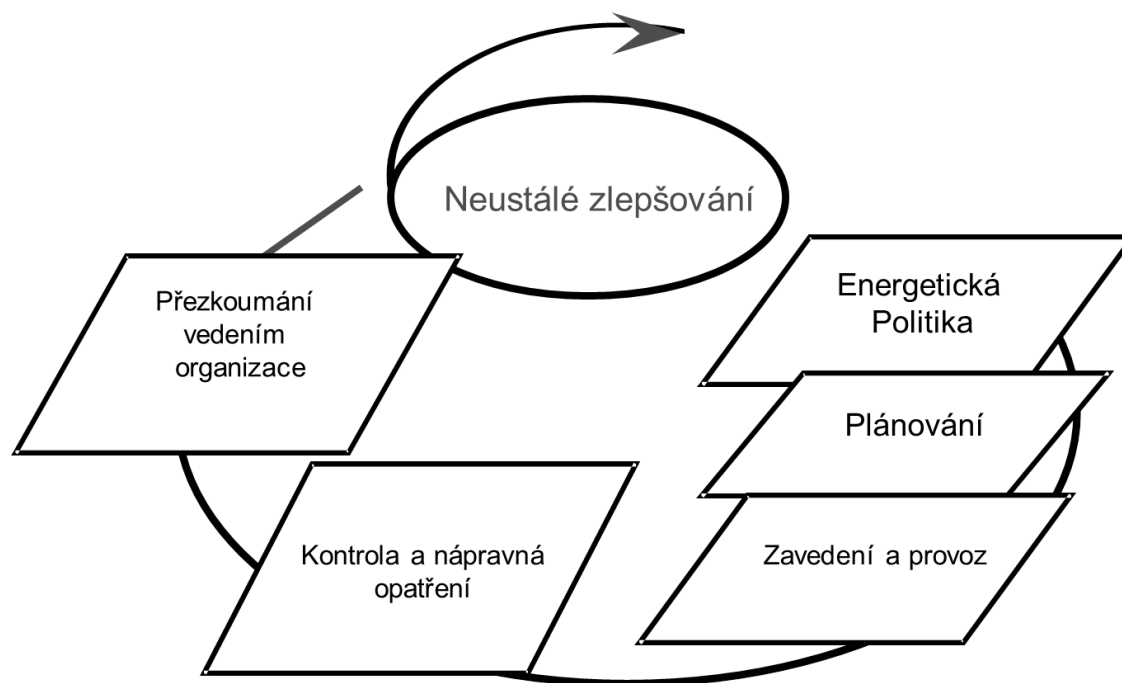 Neustálé zlepšování
Energetická
Politika
Plánování
Zavedení a provoz
Kontrola a nápravná
opatření
Přezkoumání
vedením
organizace